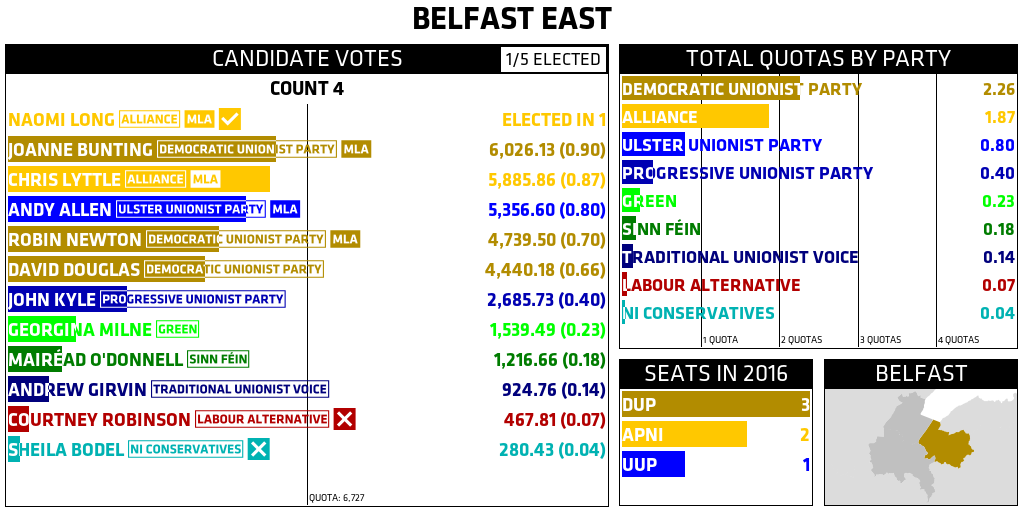 BELFAST EAST
CANDIDATE VOTES 1/5 ELECTED
COUNT 4
NAOMI LONG ALLIANCE MLA ELECTED IN 1
JOANNE BUNTING DEMOCRATIC UNIONIST PARTY MLA 6,026.13 (0.90)
CHRIS LYTTLE ALLIANCE MLA 5,885.86 (0.87)
ANDY ALLEN ULSTER UNIONIST PARTY MLA 5,356.60 (0.80)
ROBIN NEWTON DEMOCRATIC UNIONIST PARTY MLA 4,739.50 (0.70)
DAVID DOUGLAS DEMOCRATIC UNIONIST PARTY 4,440.18 (0.66)
JOHN KYLE PROGRESSIVE UNIONIST PARTY 2,685.73 (0.40)
GEORGINA MILNE GREEN 1,539.49 (0.23)
MAIRÉAD O'DONNELL SINN FÉIN 1,216.66 (0.18)
ANDREW GIRVIN TRADITIONAL UNIONIST VOICE 924.76 (0.14)
COURTNEY ROBINSON LABOUR ALTERNATIVE 467.81 (0.07)
SHEILA BODEL NI CONSERVATIVES 280.43 (0.04)
QUOTA: 6,727
TOTAL QUOTAS BY PARTY
DEMOCRATIC UNIONIST PARTY 2.26
ALLIANCE 1.87
ULSTER UNIONIST PARTY 0.80
PROGRESSIVE UNIONIST PARTY 0.40
GREEN 0.23
SINN FÉIN 0.18
TRADITIONAL UNIONIST VOICE 0.14
LABOUR ALTERNATIVE 0.07
NI CONSERVATIVES 0.04
1 QUOTA 2 QUOTAS 3 QUOTAS 4 QUOTAS
SEATS IN 2016
DUP 3
APNI 2
UUP 1
BELFAST